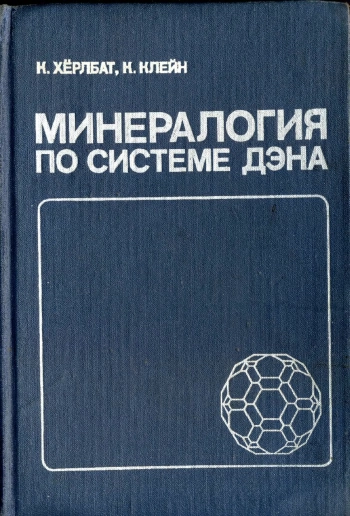 К. ХЁРЛБАТ, К. КЛЕЙН
МИНЕРАЛОГИЯ
ПО СИСТЕМЕ ДЭНА